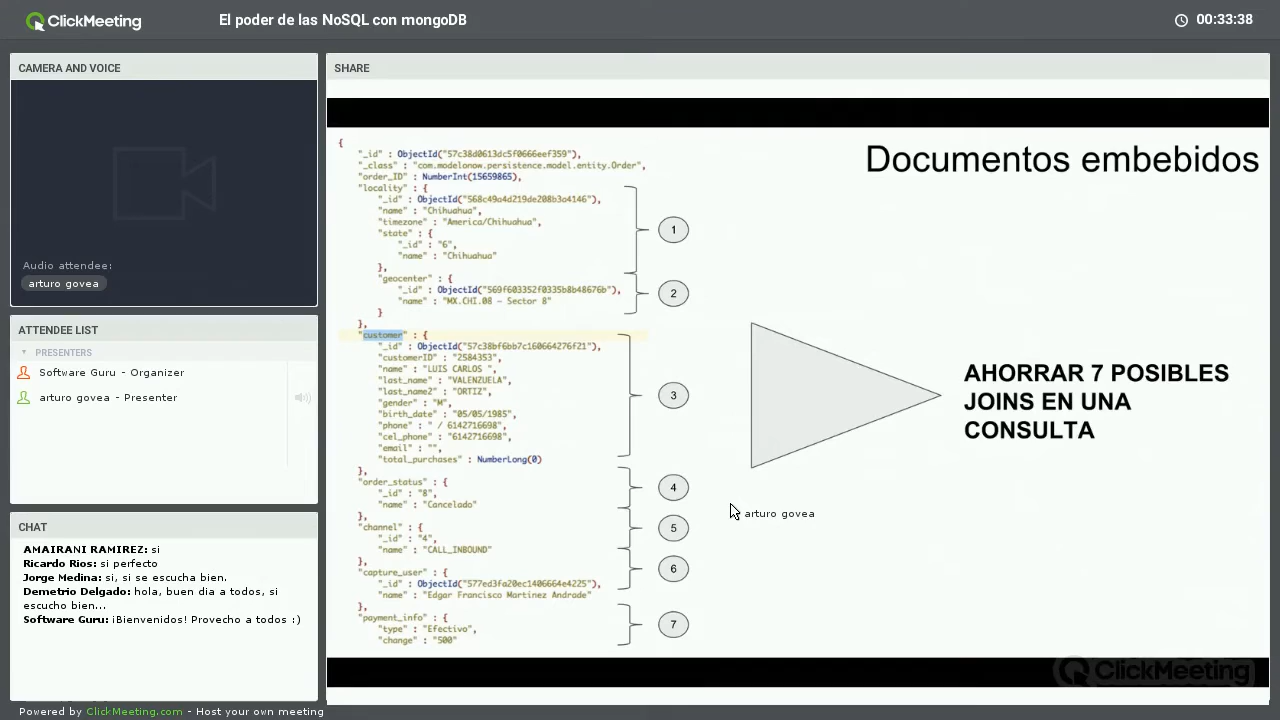 ClickMeeting
El poder de las NoSQL con mongoDB
00:33:38
CAMERA AND VOICE
Audio attendee:
arturo govea
ATTENDEE LIST
PRESENTERS
Software Guru - Organizer
arturo govea - Presenter
CHAT
AMAIRANI RAMIREZ: si
Ricardo Rios: si perfecto
Jorge Medina: sí, si se escucha bien.
Demetrio Delgado: hola, buen dia a todos, si
escucho bien...
Software Guru: ¡Bienvenidos! Provecho a todos :)
Powered by ClickMeeting.com - Host your own meeting
SHARE
{
"_id" : ObjectId("57c38d0613dc5f0666eef359"),
"_class" : "com.modelonow.persistence.model.entity.Order",
"order_ID" : NumberInt(15659865),
"locality" : {
"_id" : ObjectId("568c49a4d219de208b3a4146"),
"name" : "Chihuahua",
"timezone" : "America/Chihuahua",
"state" : {
"_id" : "6",
"name" : "Chihuahua"
},
"geocenter" : {
"_id" : ObjectId("569f603352f0335b8b48676b"),
"name" : "MX.CHI.08 – Sector 8"
}
},
"customer" : {
"_id" : ObjectId("57c38bf6bb7c160664276f21"),
"customerID" : "2584353",
"name" : "LUIS CARLOS ",
"last_name" : "VALENZUELA",
"last_name2" : "ORTIZ",
"gender" : "M",
"birth_date" : "05/05/1985",
"phone" : " / 6142716698",
"cel_phone" : "6142716698",
"email" : "",
"total_purchases" : NumberLong(0)
},
"order_status" : {
"_id" : "8",
"name" : "Cancelado"
},
"channel" : {
"_id" : "4",
"name" : "CALL_INBOUND"
},
"capture_user" : {
"_id" : ObjectId("577ed3fa20ec1406664e4225"),
"name" : "Edgar Francisco Martinez Andrade"
},
"payment_info" : {
"type" : "Efectivo",
"change" : "500"
1
2
3
4
5
6
7
Documentos embebidos
AHORRAR 7 POSIBLES
JOINS EN UNA
CONSULTA
arturo govea
ClickMeeting